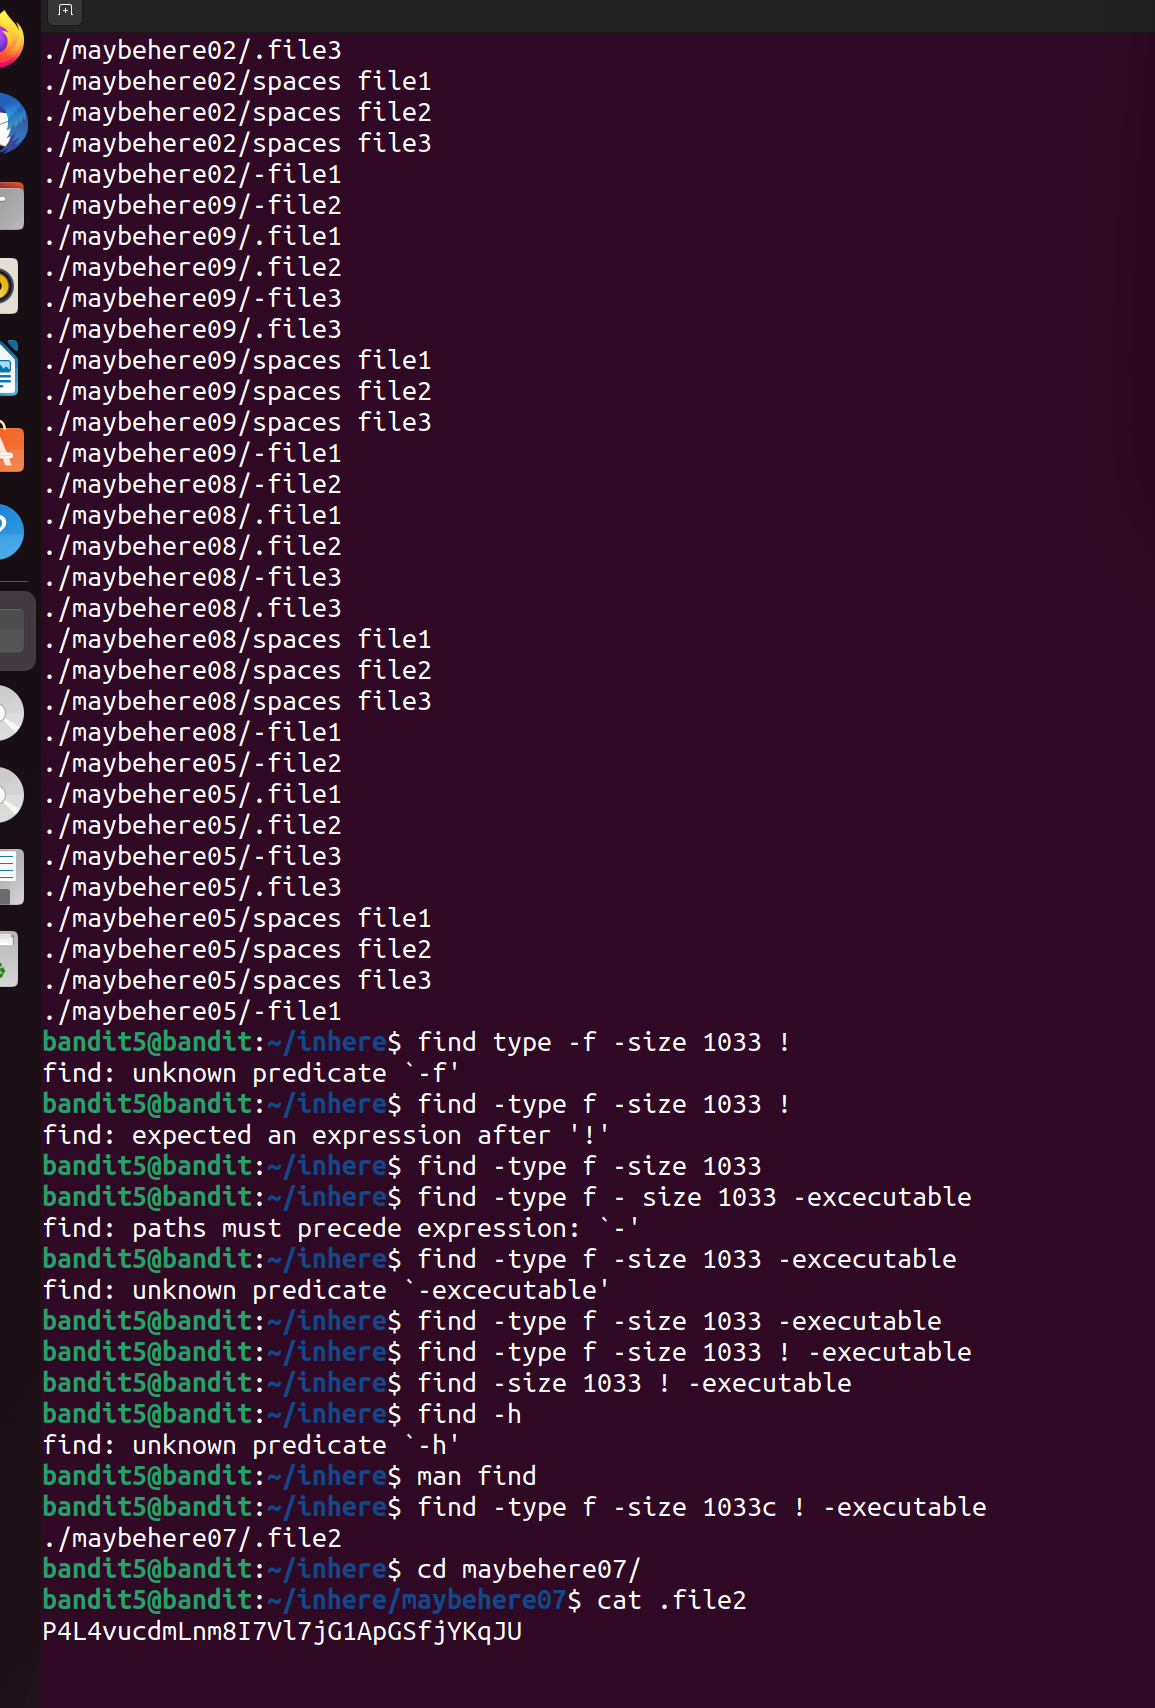 ./maybehere02/.file3
./maybehere02/spaces file1
./maybehere02/spaces file2
./maybehere02/spaces file3
./maybehere02/-file1
./maybehere09/-file2
./maybehere09/.file1
./maybehere09/.file2
./maybehere09/-file3
./maybehere09/.file3
./maybehere09/spaces file1
./maybehere09/spaces file2
./maybehere09/spaces file3
./maybehere09/-file1
./maybehere08/-file2
./maybehere08/.file1
./maybehere08/.file2
./maybehere08/-file3
./maybehere08/.file3
./maybehere08/spaces file1
./maybehere08/spaces file2
./maybehere08/spaces file3
./maybehere08/-file1
./maybehere05/-file2
./maybehere05/.file1
./maybehere05/.file2
./maybehere05/-file3
./maybehere05/.file3
./maybehere05/spaces file1
./maybehere05/spaces file2
./maybehere05/spaces file3
./maybehere05/-file1
bandit5@bandit:~/inhere$ find type -f -size 1033 !
find: unknown predicate `-f'
bandit5@bandit:~/inhere$ find -type f -size 1033 !
find: expected an expression after '!'
bandit5@bandit:~/inhere$ find -type f -size 1033
bandit5@bandit:~/inhere$ find -type f - size 1033 -excecutable
find: paths must precede expression: `-'
bandit5@bandit:~/inhere$ find -type f -size 1033 -excecutable
find: unknown predicate `-excecutable'
bandit5@bandit:~/inhere$ find -type f -size 1033 -executable
bandit5@bandit:~/inhere$ find -type f -size 1033 ! -executable
bandit5@bandit:~/inhere$ find -size 1033 ! -executable
bandit5@bandit:~/inhere$ find -h
find: unknown predicate `-h'
bandit5@bandit:~/inhere$ man find
bandit5@bandit:~/inhere$ find -type f -size 1033c ! -executable
./maybehere07/.file2
bandit5@bandit:~/inhere$ cd maybehere07/
bandit5@bandit:~/inhere/maybehere07$ cat .file2
P4L4vucdmLnm8I7Vl7jG1ApGSfjYKqJU